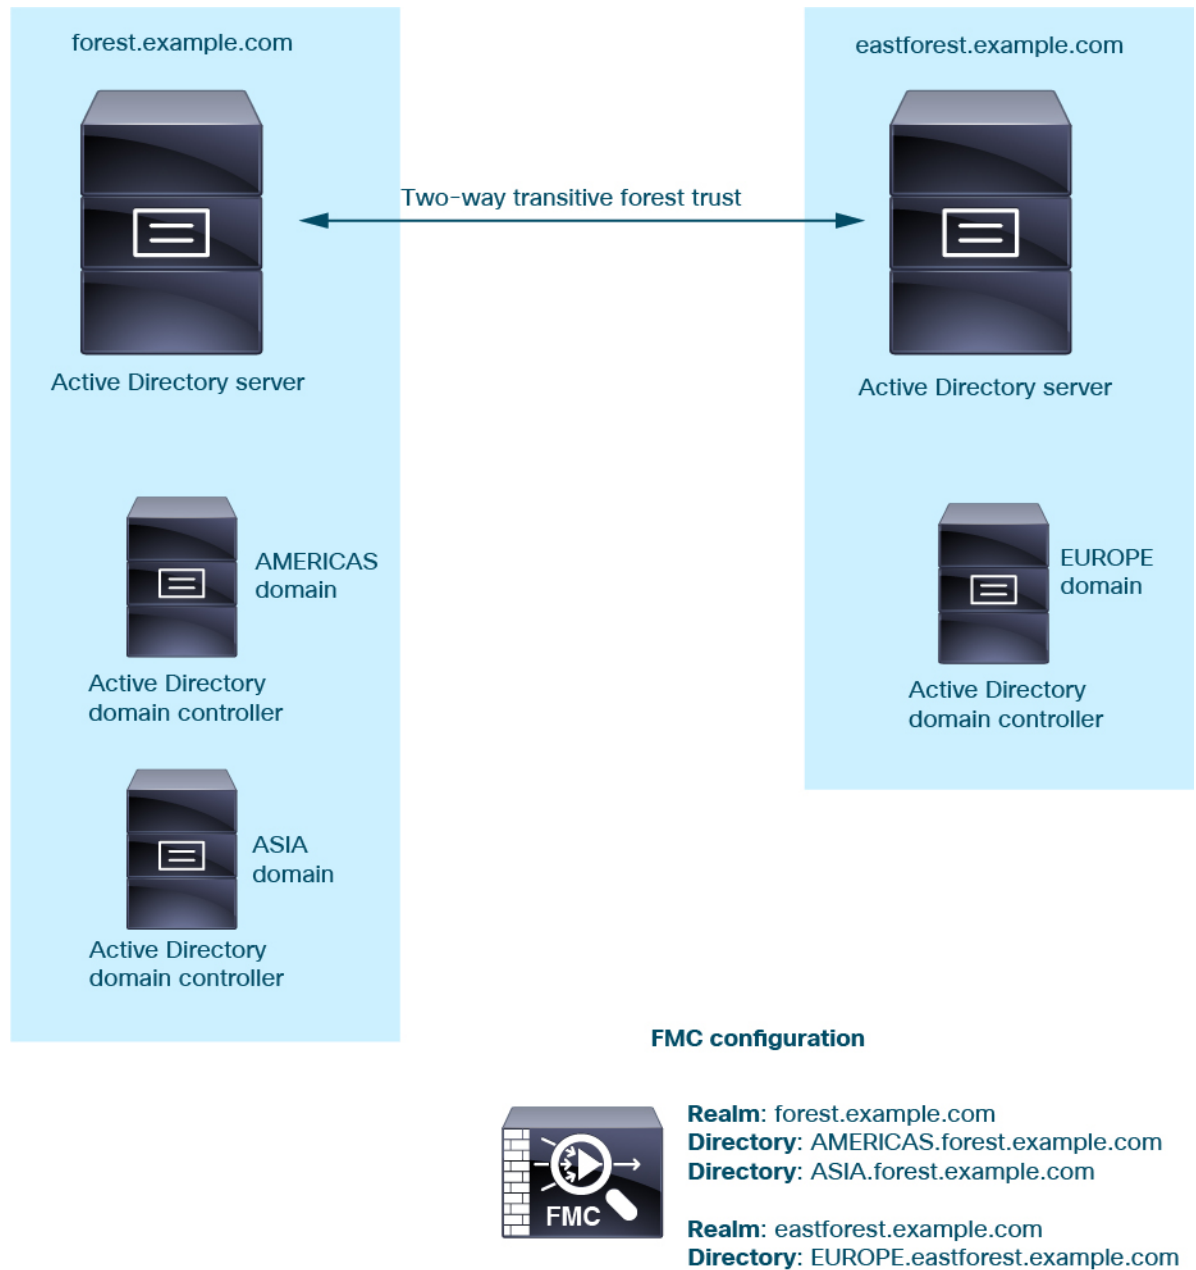 forest.example.com
eastforest.example.com
Two-way transitive forest trust
Active Directory server
Active Directory server
AMERICAS
domain
Active Directory
domain controller
EUROPE
domain
Active Directory
domain controller
ASIA
domain
Active Directory
domain controller
FMC configuration
FMC
Realm: forest.example.com
Directory: AMERICAS.forest.example.com
Directory: ASIA.forest.example.com
Realm: eastforest.example.com
Directory: EUROPE.eastforest.example.com